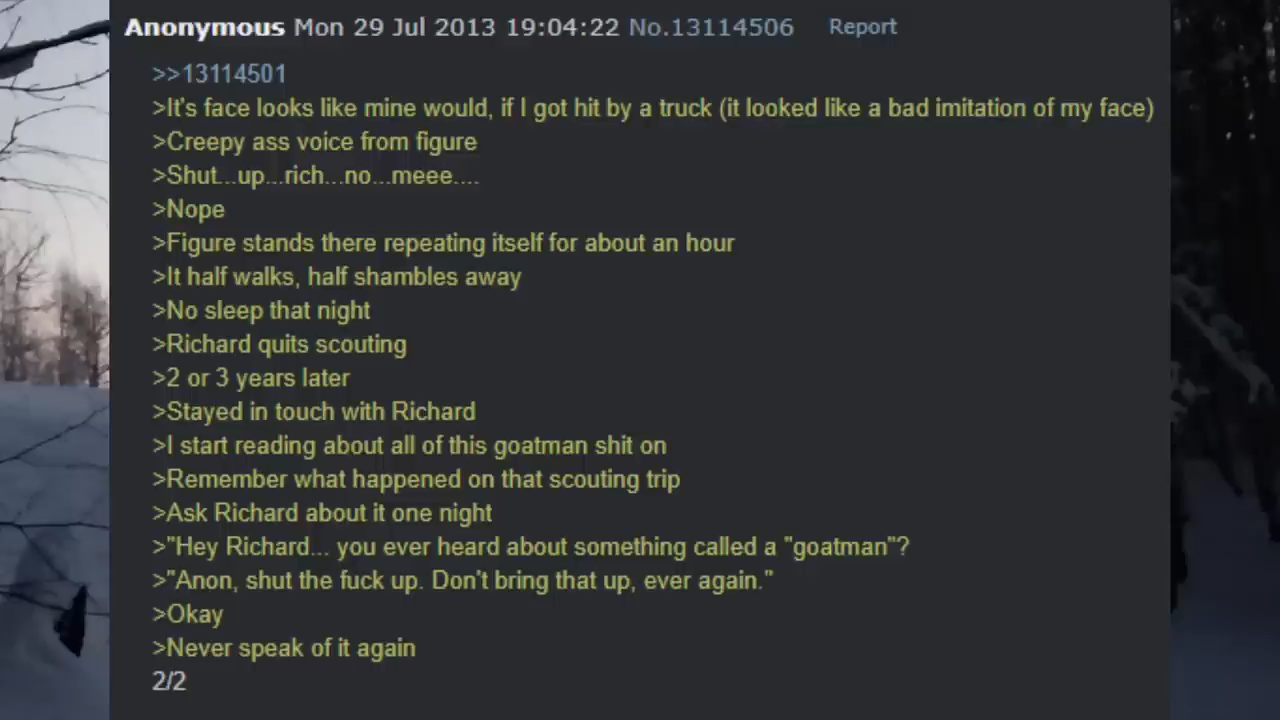 Anonymous Mon 29 Jul 2013 19:04:22 No.13114506 Report
>>13114501
>It's face looks like mine would, if I got hit by a truck (it looked like a bad imitation of my face)
>Creepy ass voice from figure
>Shut...up...rich...no...meee....
>Nope
>Figure stands there repeating itself for about an hour
>It half walks, half shambles away
>No sleep that night
>Richard quits scouting
>2 or 3 years later
>Stayed in touch with Richard
>I start reading about all of this goatman shit on
>Remember what happened on that scouting trip
>Ask Richard about it one night
>"Hey Richard... you ever heard about something called a "goatman"?
>"Anon, shut the fuck up. Don't bring that up, ever again."
>Okay
>Never speak of it again
2/2